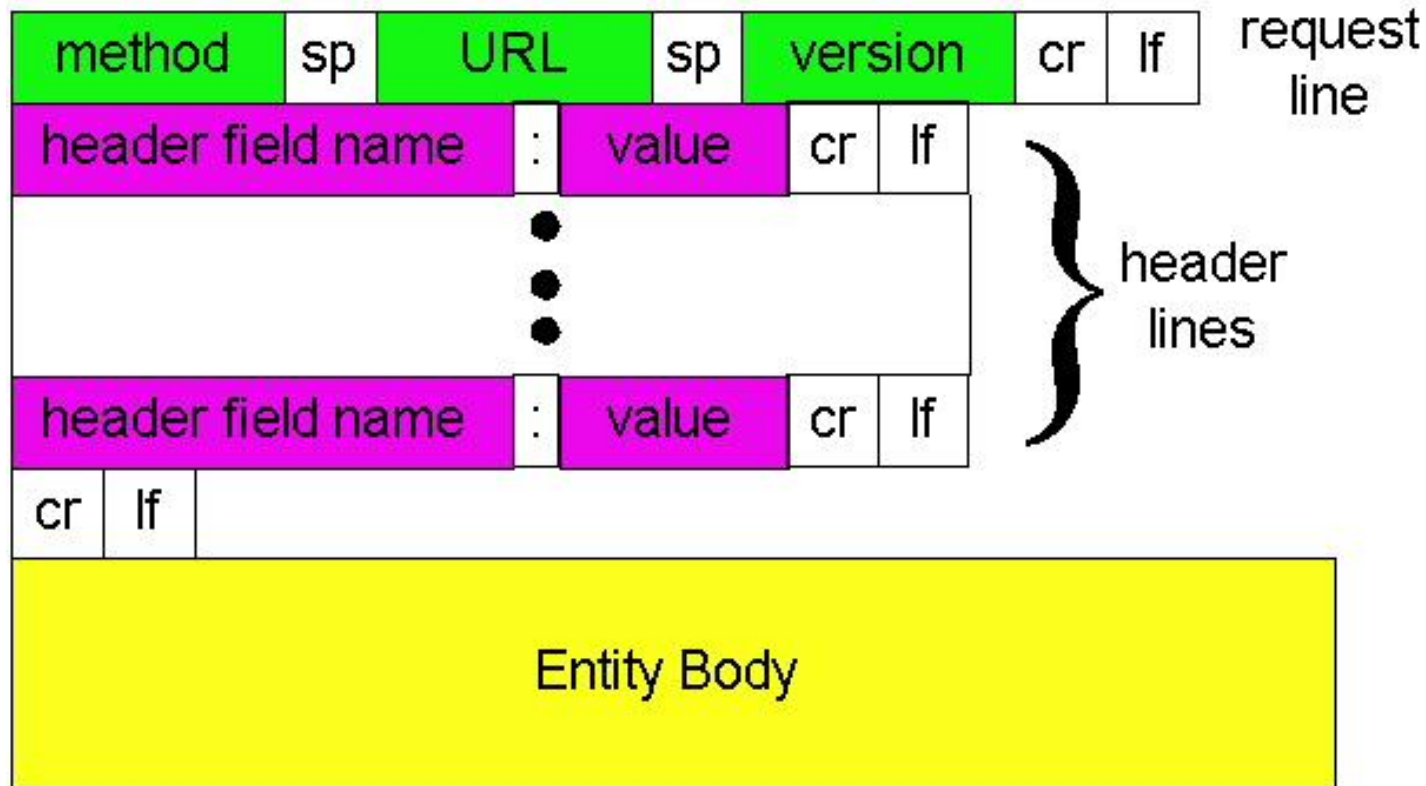 method sp URL sp version cr lf
request
line
header field name : value cr lf
header
lines
header field name : value cr lf
cr lf
Entity Body